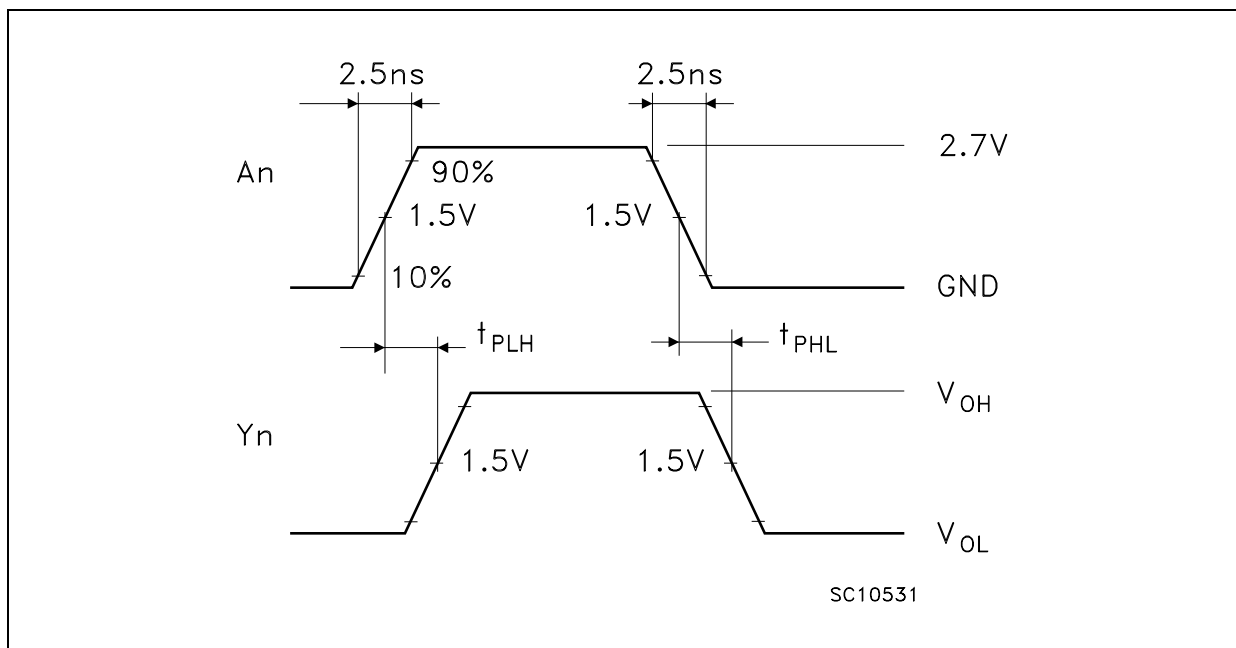 2.5ns 2.5ns
2.7V
An
90%
1.5V 1.5V
10%
GND
tPLH tPHL
VOH
Yn
1.5V 1.5V
VOL
SC10531